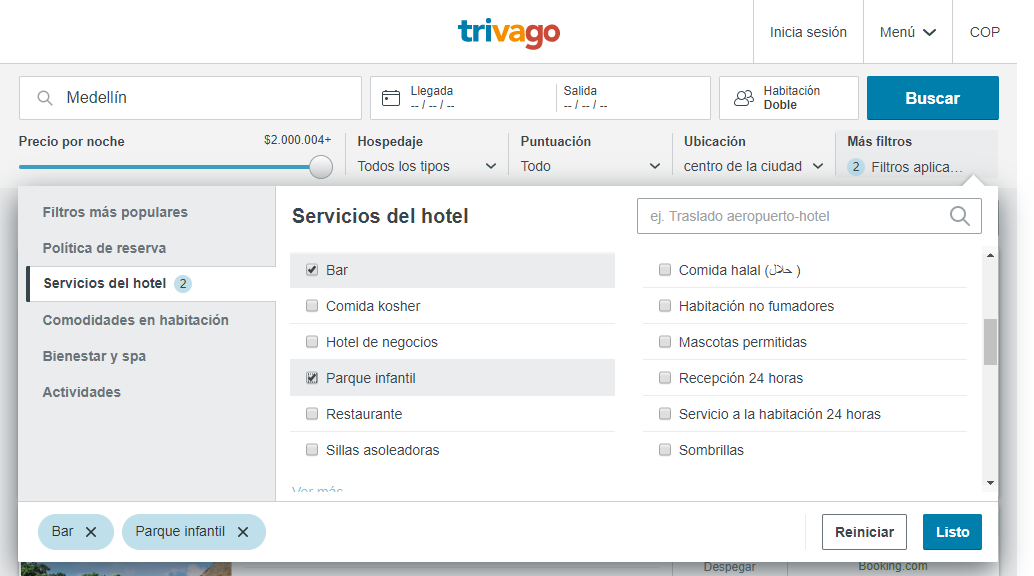 trivago
Inicia sesión
Menú
COP
Medellín
Llegada
-- / -- / --
Salida
-- / -- / --
Habitación
Doble
Buscar
Precio por noche
$2.000.004+
Hospedaje
Todos los tipos
Puntuación
Todo
Ubicación
centro de la ciudad
Más filtros
2 Filtros aplica...
Filtros más populares
Política de reserva
Servicios del hotel 2
Comodidades en habitación
Bienestar y spa
Actividades
Servicios del hotel
ej. Traslado aeropuerto-hotel
Bar
Comida kosher
Hotel de negocios
Parque infantil
Restaurante
Sillas asoleadoras
Ver más
Comida halal (حلال)
Habitación no fumadores
Mascotas permitidas
Recepción 24 horas
Servicio a la habitación 24 horas
Sombrillas
Bar
Parque infantil
Reiniciar
Listo
Despegar
Booking.com